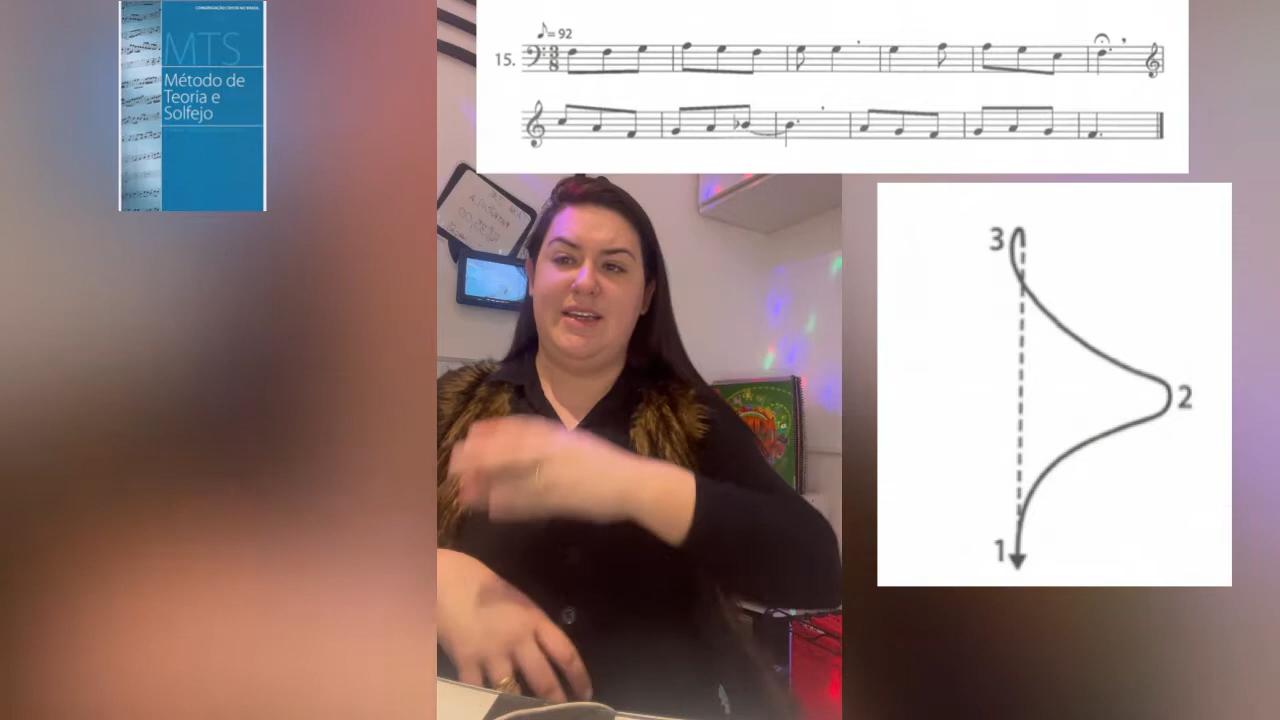 CONGREGAÇÃO CRISTÃ NO BRASIL
MTS
Método de
Teoria e
Solfejo
♪= 92
15.
3
8
3
2
1